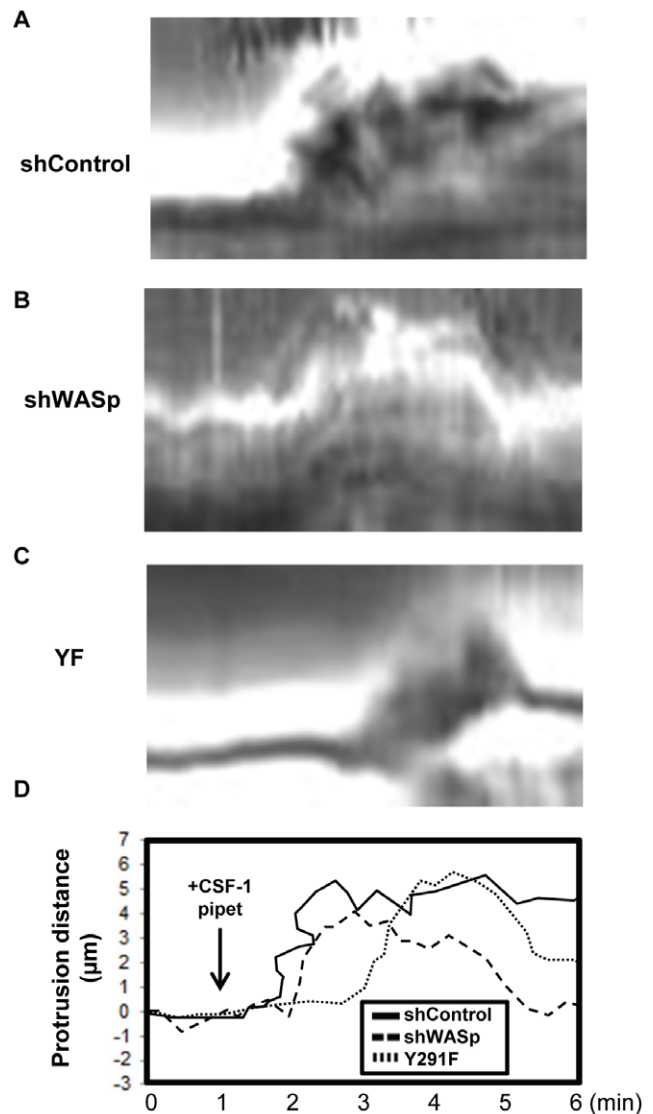 A
shControl
B
shWASp
C
YF
D
7
6
5
4
3
2
1
0
-1
-2
-3
Protrusion distance
(µm)
+CSF-1
pipet
shControl
shWASp
Y291F
0 1 2 3 4 5 6 (min)